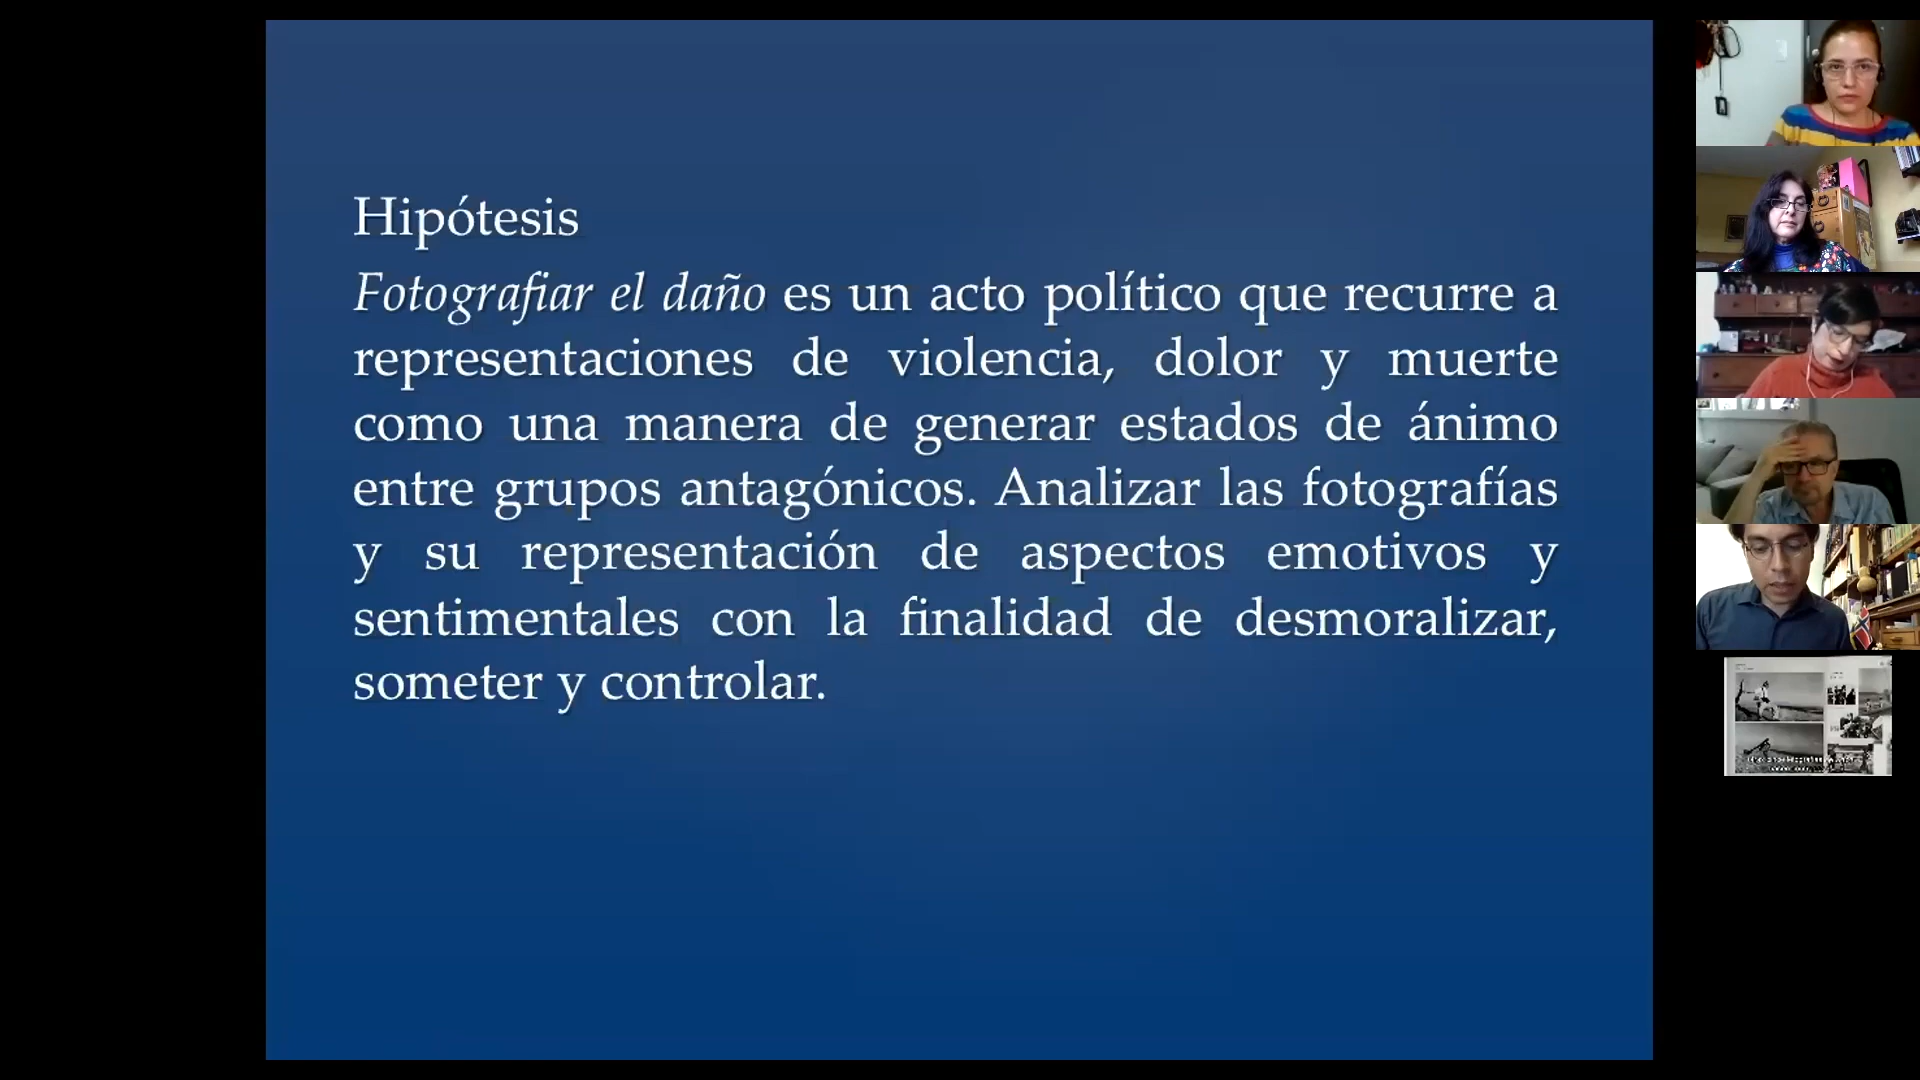 Hipótesis
Fotografiar el daño es un acto político que recurre a
representaciones de violencia, dolor y muerte
como una manera de generar estados de ánimo
entre grupos antagónicos. Analizar las fotografías
y su representación de aspectos emotivos y
sentimentales con la finalidad de desmoralizar,
someter y controlar.